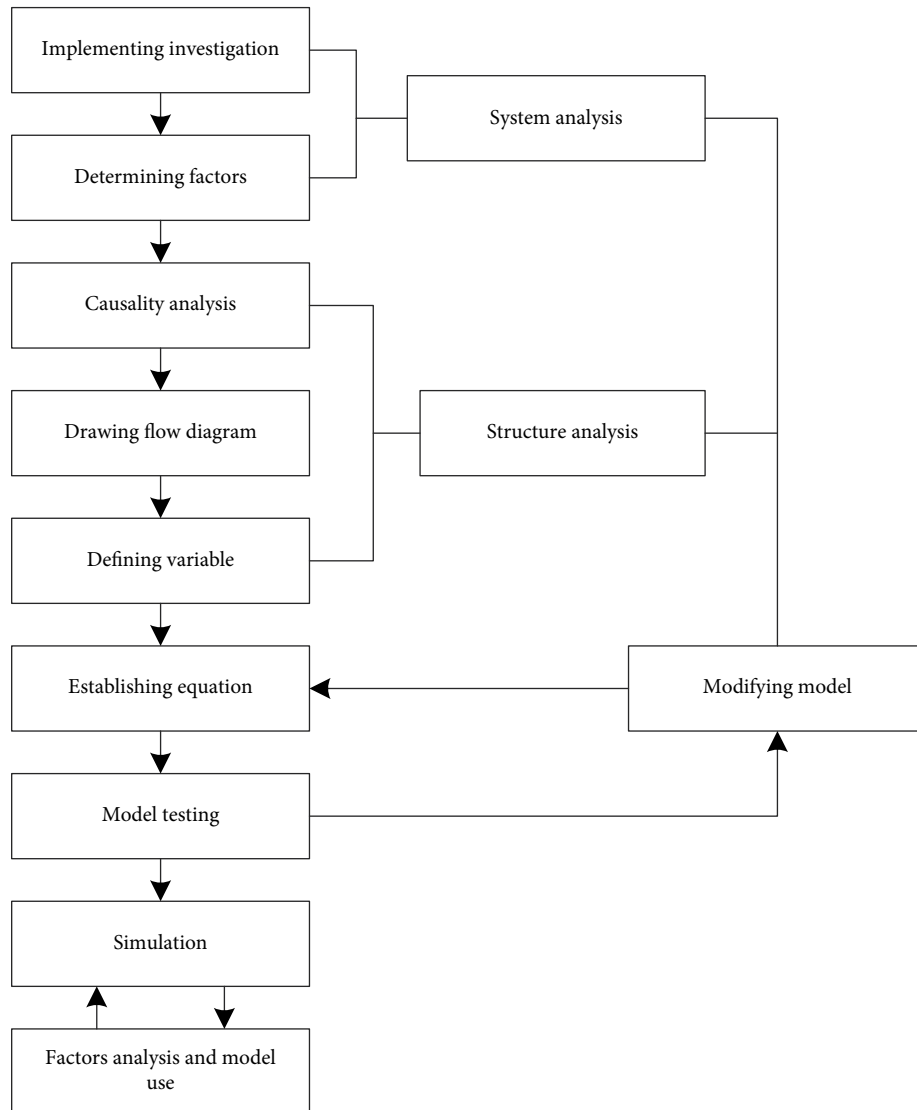 Implementing investigation
System analysis
Determining factors
Causality analysis
Drawing flow diagram
Structure analysis
Defining variable
Establishing equation
Modifying model
Model testing
Simulation
Factors analysis and model
use